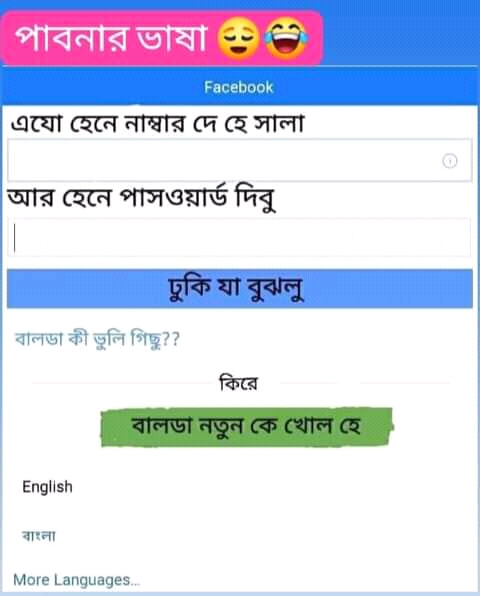 পাবনার ভাষা 😌😂
Facebook
এযো হেনে নাম্বার দে হে সালা
আর হেনে পাসওয়ার্ড দিবু
ঢুকি যা বুঝলু
বালডা কী ভুলি গিছু??
কিরে
বালডা নতুন কে খোল হে
English
বাংলা
More Languages...